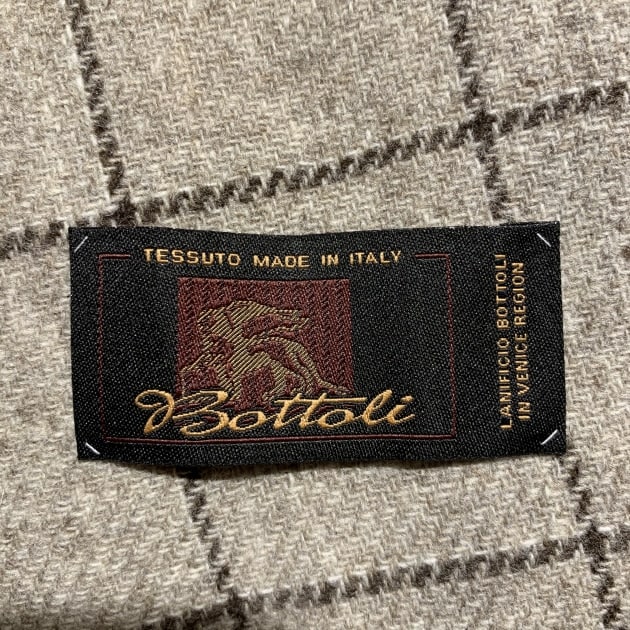 TESSUTO MADE IN ITALY
Bottoli
LANIFICIO BOTTOLI
IN VENICE REGION